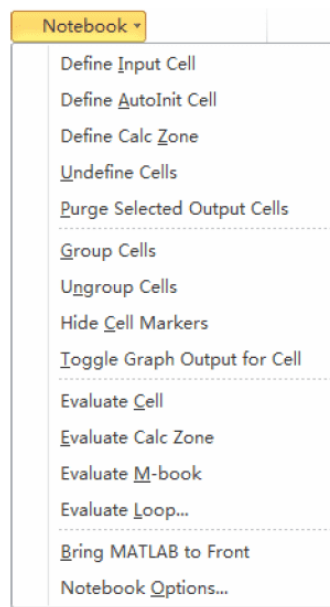 Notebook
Define Input Cell
Define AutoInit Cell
Define Calc Zone
Undefine Cells
Purge Selected Output Cells
Group Cells
Ungroup Cells
Hide Cell Markers
Toggle Graph Output for Cell
Evaluate Cell
Evaluate Calc Zone
Evaluate M-book
Evaluate Loop...
Bring MATLAB to Front
Notebook Options...